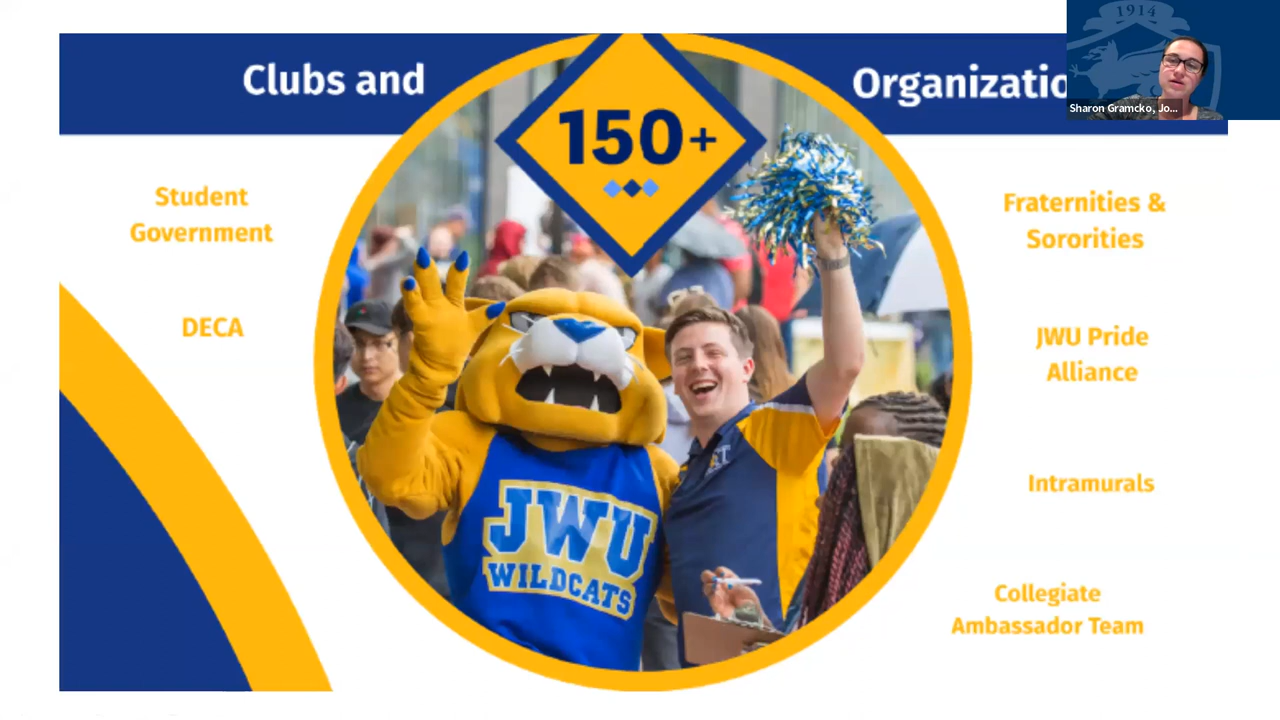 1914
Clubs and
150+
Organizatio
Sharon Gramcko, Jo...
Student
Government
DECA
Fraternities &
Sororities
JWU Pride
Alliance
Intramurals
Collegiate
Ambassador Team
JWU
WILDCATS